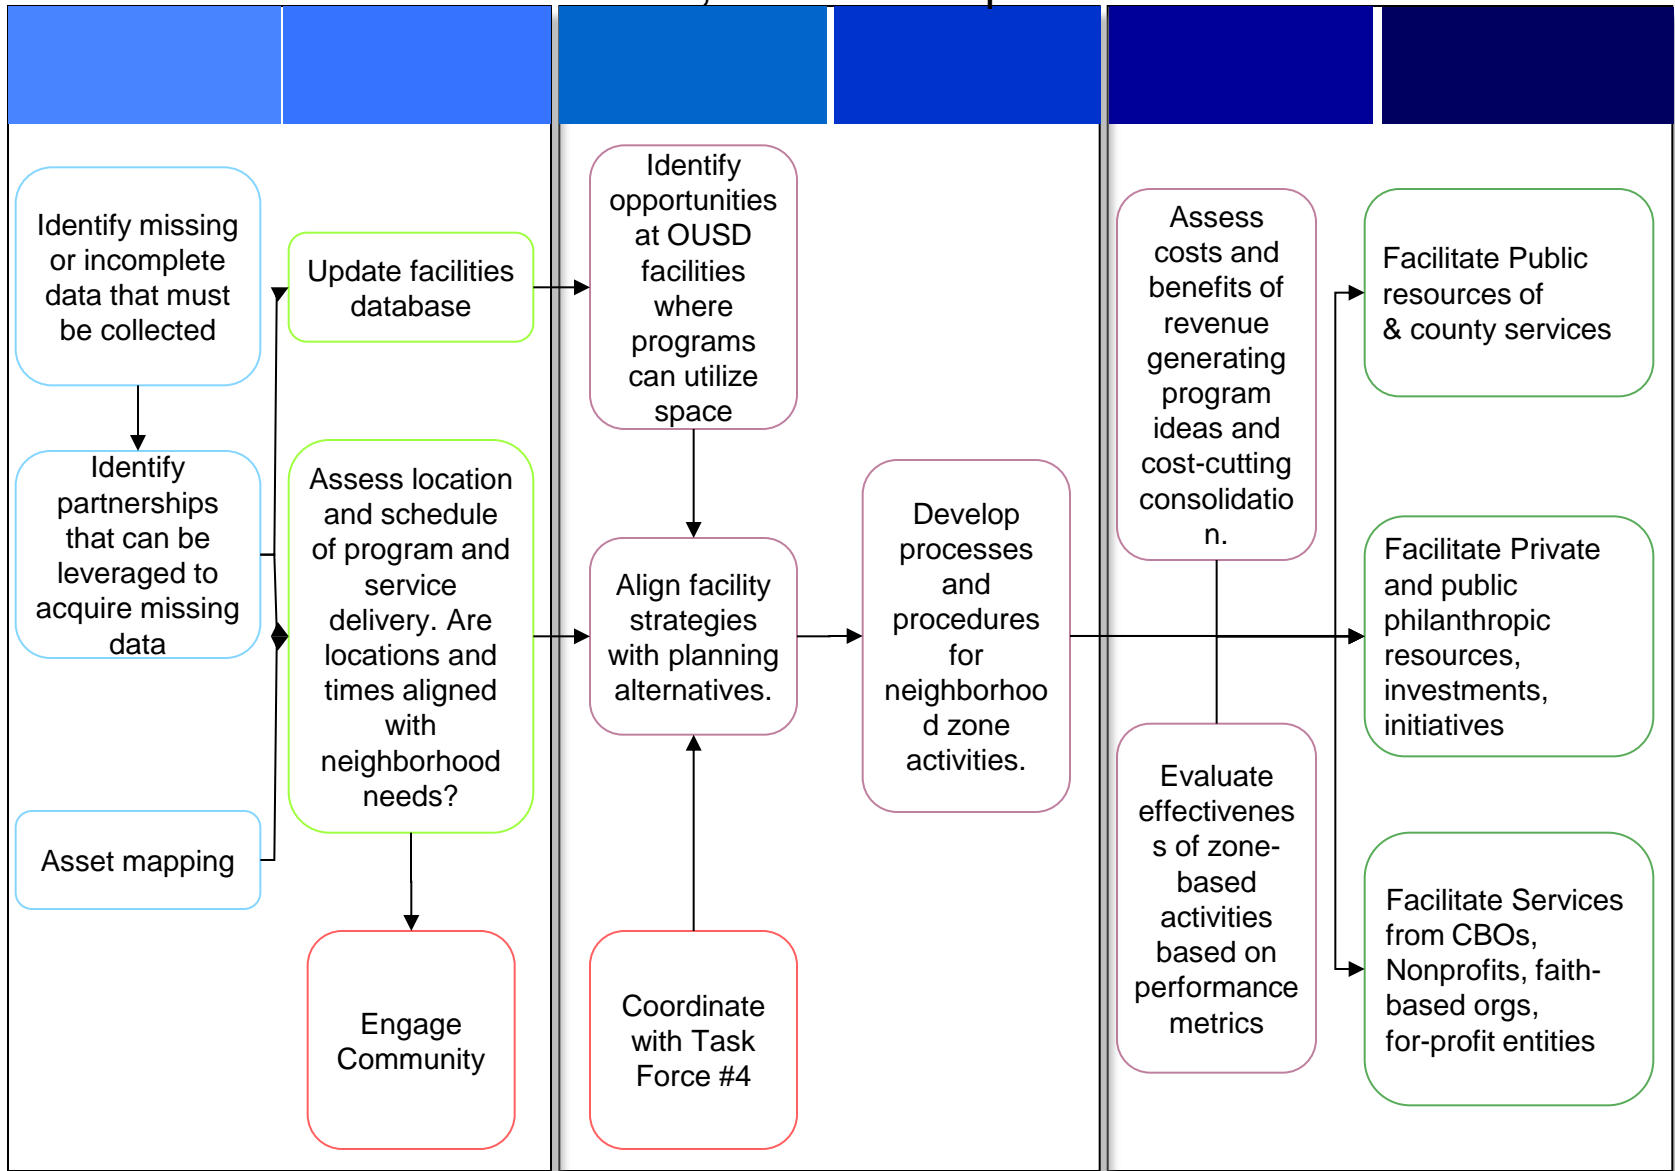 Identify missing
or incomplete
data that must
be collected
Identify
partnerships
that can be
leveraged to
acquire missing
data
Asset mapping
Update facilities
database
Assess location
and schedule
of program and
service
delivery. Are
locations and
times aligned
with
neighborhood
needs?
Engage
Community
Identify
opportunities
at OUSD
facilities
where
programs
can utilize
space
Align facility
strategies
with planning
alternatives.
Coordinate
with Task
Force #4
Develop
processes
and
procedures
for
neighborhoo
d zone
activities.
Assess
costs and
benefits of
revenue
generating
program
ideas and
cost-cutting
consolidatio
n.
Evaluate
effectivenes
s of zone-
based
activities
based on
performance
metrics
Facilitate Public
resources of
& county services
Facilitate Private
and public
philanthropic
resources,
investments,
initiatives
Facilitate Services
from CBOs,
Nonprofits, faith-
based orgs,
for-profit entities